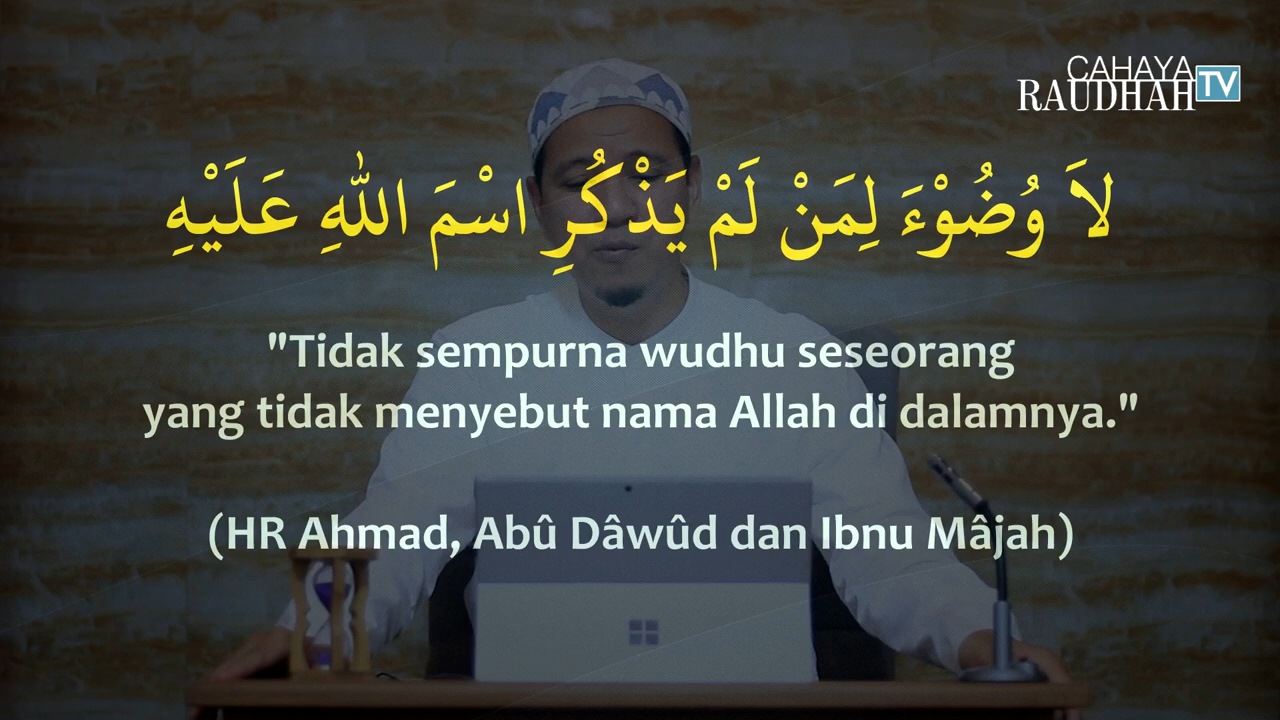 CAHAYA
RAUDHAH TV
لاَ وُضُوْءَ لِمَنْ لَمْ يَذْكُرِ اسْمَ اللهِ عَلَيْهِ
"Tidak sempurna wudhu seseorang
yang tidak menyebut nama Allah di dalamnya."
(HR Ahmad, Abû Dâwûd dan Ibnu Mâjah)